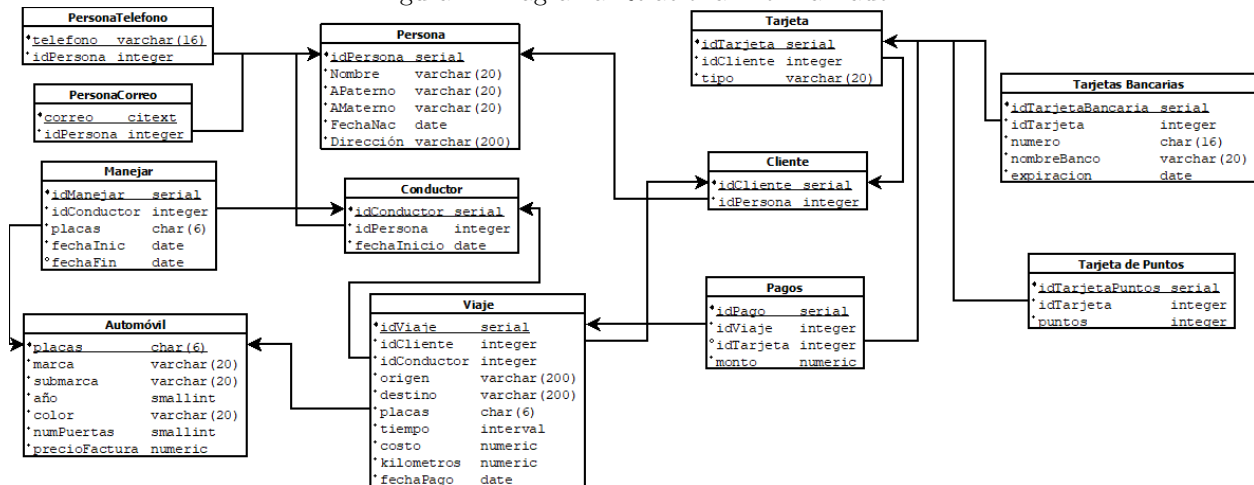 PersonaTelefono
telefono varchar(16)
idPersona integer
PersonaCorreo
correo citext
idPersona integer
Persona
idPersona serial
Nombre varchar(20)
APaterno varchar(20)
AMaterno varchar(20)
FechaNac date
Dirección varchar(200)
Tarjeta
idTarjeta serial
idCliente integer
tipo varchar(20)
Tarjetas Bancarias
idTarjetaBancaria serial
idTarjeta integer
numero char(16)
nombreBanco varchar(20)
expiracion date
Manejar
idManejar serial
idConductor integer
placas char(6)
fechaInic date
fechaFin date
Conductor
idConductor serial
idPersona integer
fechaInicio date
Cliente
idCliente serial
idPersona integer
Automóvil
placas char(6)
marca varchar(20)
submarca varchar(20)
año smallint
color varchar(20)
numPuertas smallint
precioFactura numeric
Viaje
idViaje serial
idCliente integer
idConductor integer
origen varchar(200)
destino varchar(200)
placas char(6)
tiempo interval
costo numeric
kilometros numeric
fechaPago date
Pagos
idPago serial
idViaje integer
idTarjeta integer
monto numeric
Tarjeta de Puntos
idTarjetaPuntos serial
idTarjeta integer
puntos integer